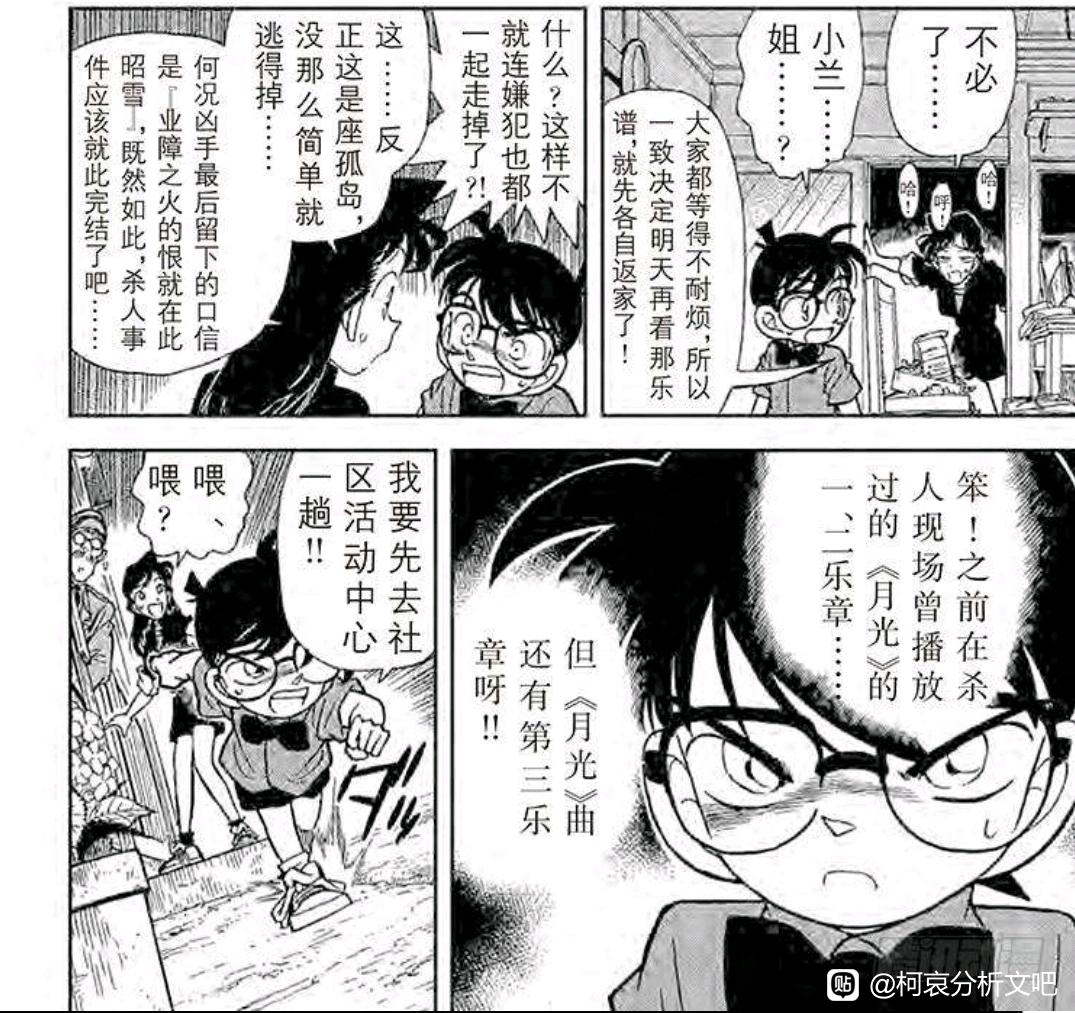 不必
了……
小兰……
姐……?
哈!
呼!
哈!
大家都等得不耐烦,所以
一致决定明天再看那乐
谱,就先各自返家了!
什么?这样不
就连嫌犯也都
一起走掉了?!
这……反
正这是座孤岛,
没那么简单就
逃得掉……
何况凶手最后留下的口信
是『业障之火的恨就在此
昭雪』,既然如此,杀人事
件应该就此完结了吧……
笨!之前在杀
人现场曾播放
过的《月光》的
一、二乐章……
但《月光》曲
还有第三乐
章呀!!
我要先去社
区活动中心
一趟!!
喂、
喂?
ダッ
贴 @柯哀分析文吧